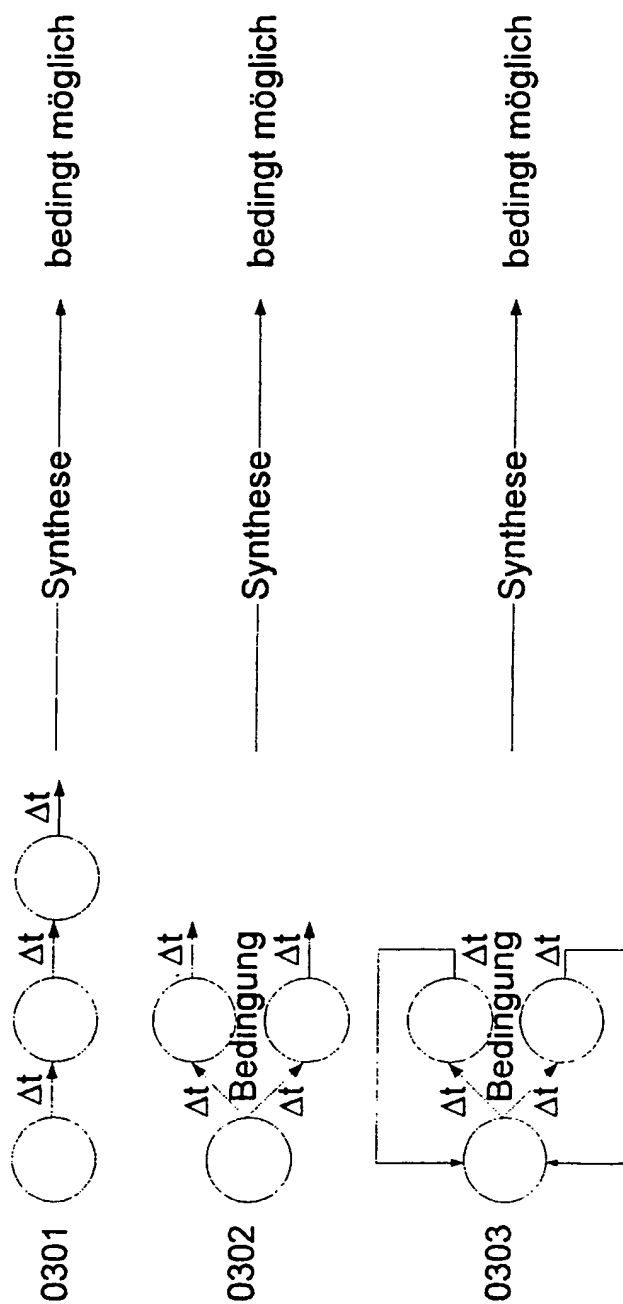 0301 Δt Δt Δt Synthese bedingt möglich
0302 Δt Δt Bedingung Δt Δt Synthese bedingt möglich
0303 Δt Δt Bedingung Δt Δt Synthese bedingt möglich